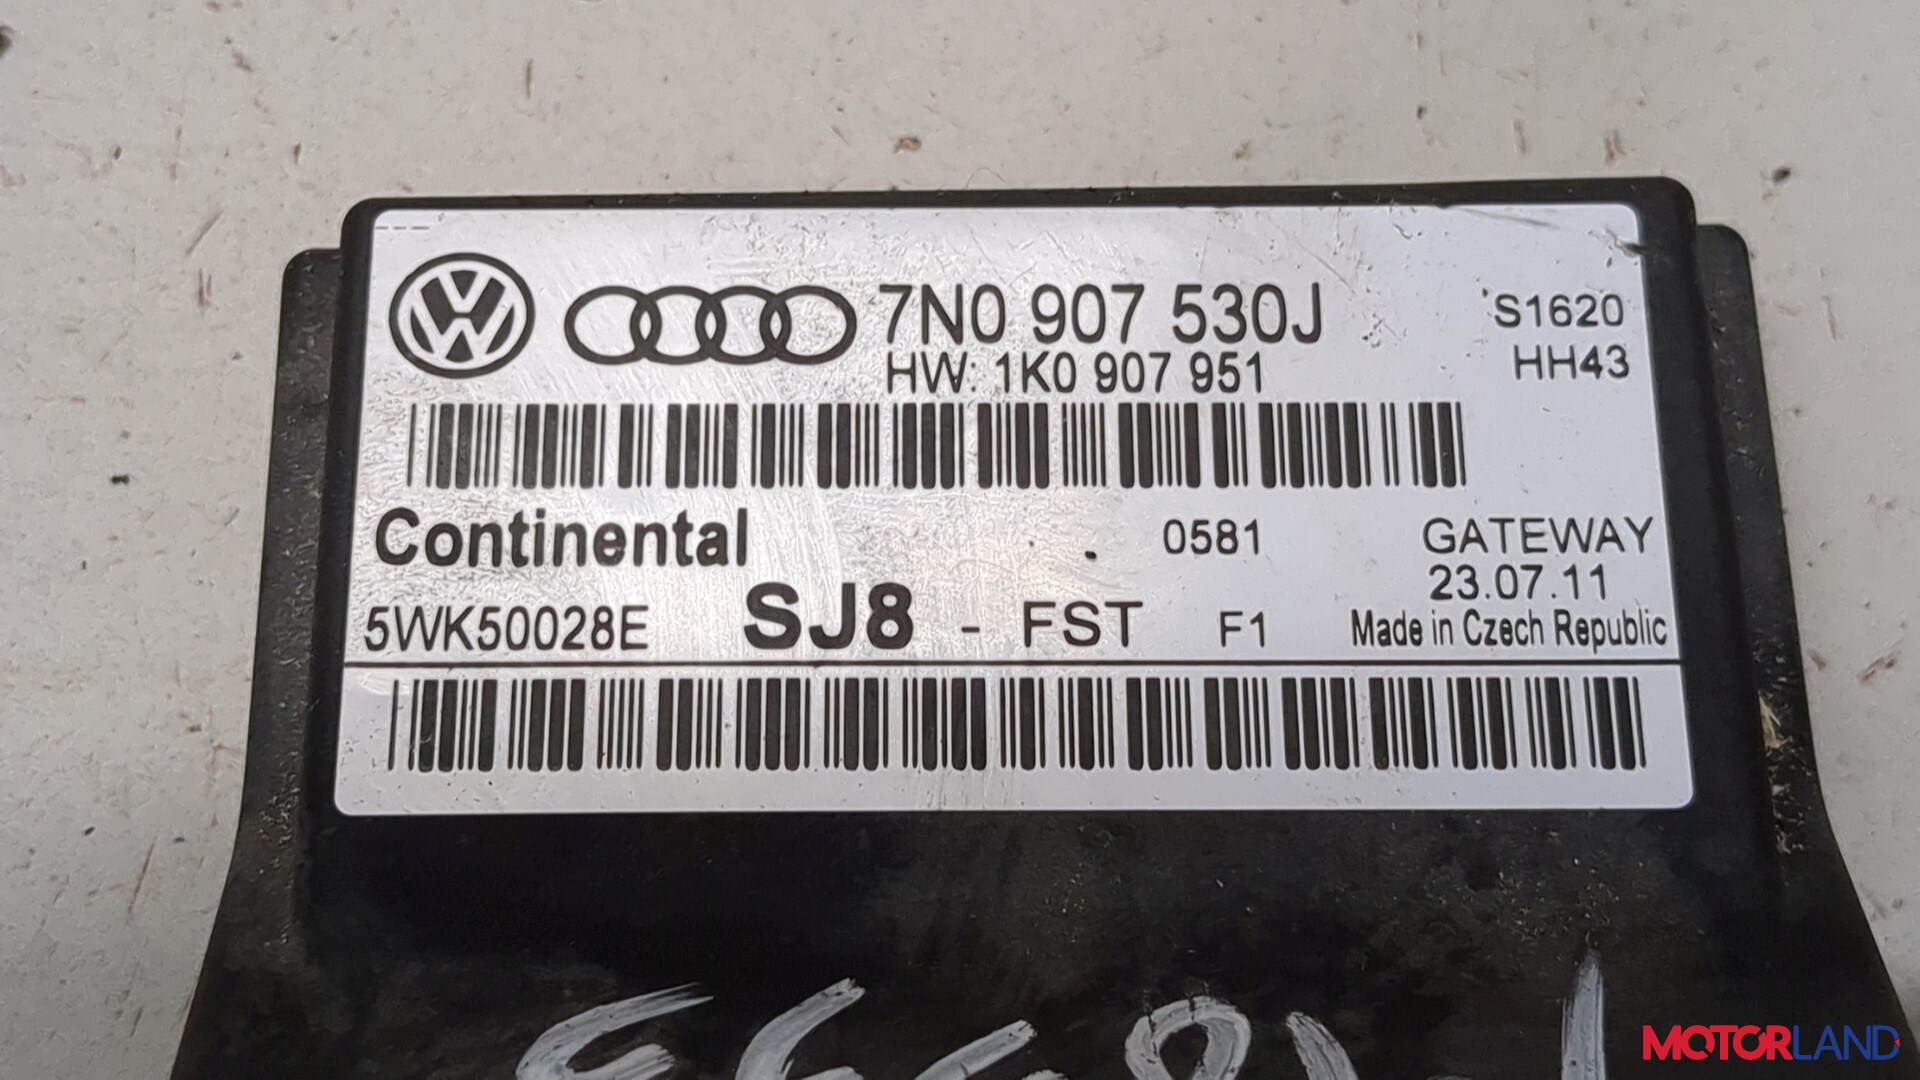 7N0 907 530J
S1620
HW: 1K0 907 951
HH43
Continental
0581
GATEWAY
23.07.11
5WK50028E
SJ8 - FST F1
Made in Czech Republic
MOTORLAND